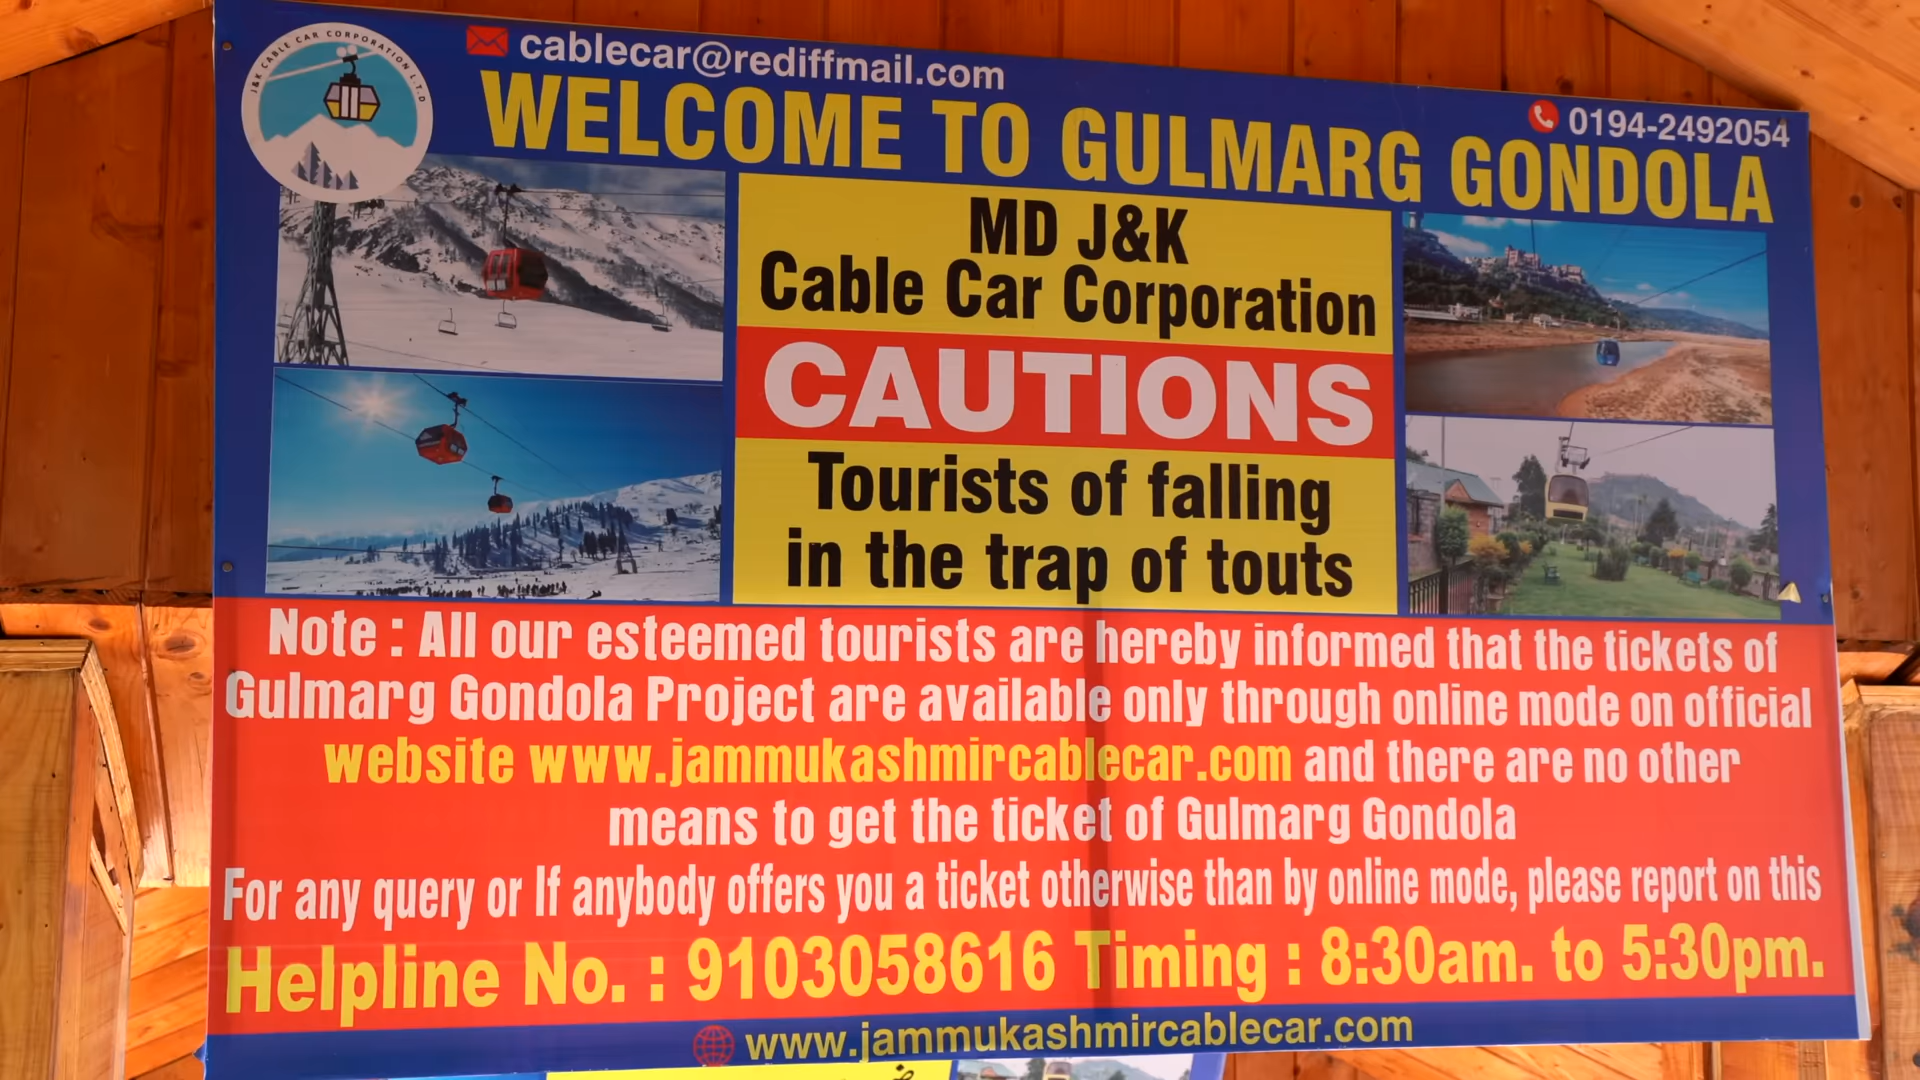 J&K CABLE CAR CORPORATION L.T.D
cablecar@rediffmail.com
0194-2492054
WELCOME TO GULMARG GONDOLA
MD J&K
Cable Car Corporation
CAUTIONS
Tourists of falling
in the trap of touts
Note : All our esteemed tourists are hereby informed that the tickets of
Gulmarg Gondola Project are available only through online mode on official
website www.jammukashmircablecar.com and there are no other
means to get the ticket of Gulmarg Gondola
For any query or If anybody offers you a ticket otherwise than by online mode, please report on this
Helpline No. : 9103058616 Timing : 8:30am. to 5:30pm.
www.jammukashmircablecar.com